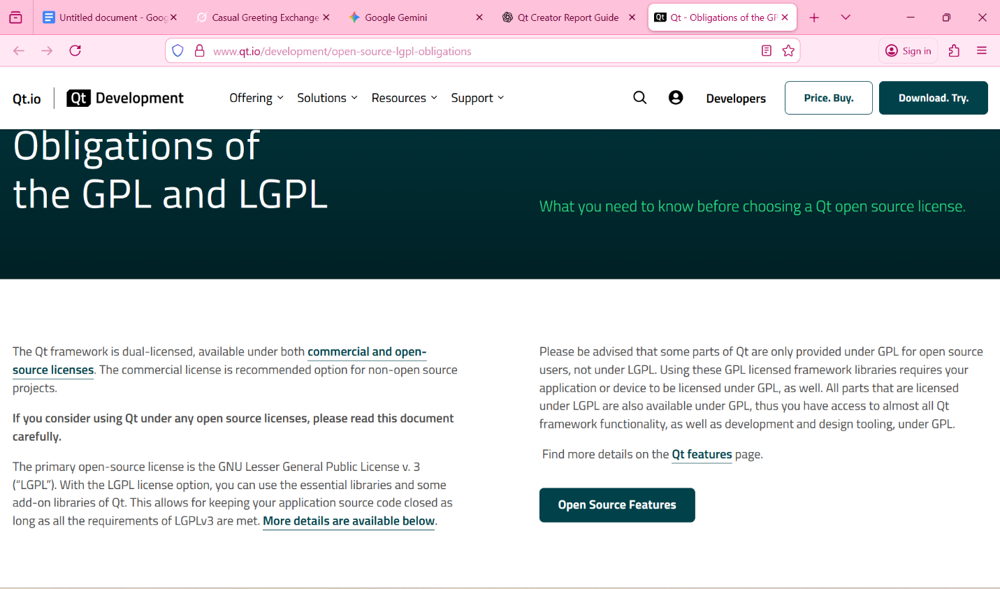 Untitled document - Goog
Casual Greeting Exchange
Google Gemini
Qt Creator Report Guide
Qt - Obligations of the GP
www.qt.io/development/open-source-lgpl-obligations
Sign in
Qt.io
Qt Development
Offering
Solutions
Resources
Support
Developers
Price. Buy.
Download. Try.
Obligations of
the GPL and LGPL
What you need to know before choosing a Qt open source license.
The Qt framework is dual-licensed, available under both commercial and open-
source licenses. The commercial license is recommended option for non-open source
projects.
If you consider using Qt under any open source licenses, please read this document
carefully.
The primary open-source license is the GNU Lesser General Public License v. 3
(“LGPL”). With the LGPL license option, you can use the essential libraries and some
add-on libraries of Qt. This allows for keeping your application source code closed as
long as all the requirements of LGPLv3 are met. More details are available below.
Please be advised that some parts of Qt are only provided under GPL for open source
users, not under LGPL. Using these GPL licensed framework libraries requires your
application or device to be licensed under GPL, as well. All parts that are licensed
under LGPL are also available under GPL, thus you have access to almost all Qt
framework functionality, as well as development and design tooling, under GPL.
Find more details on the Qt features page.
Open Source Features